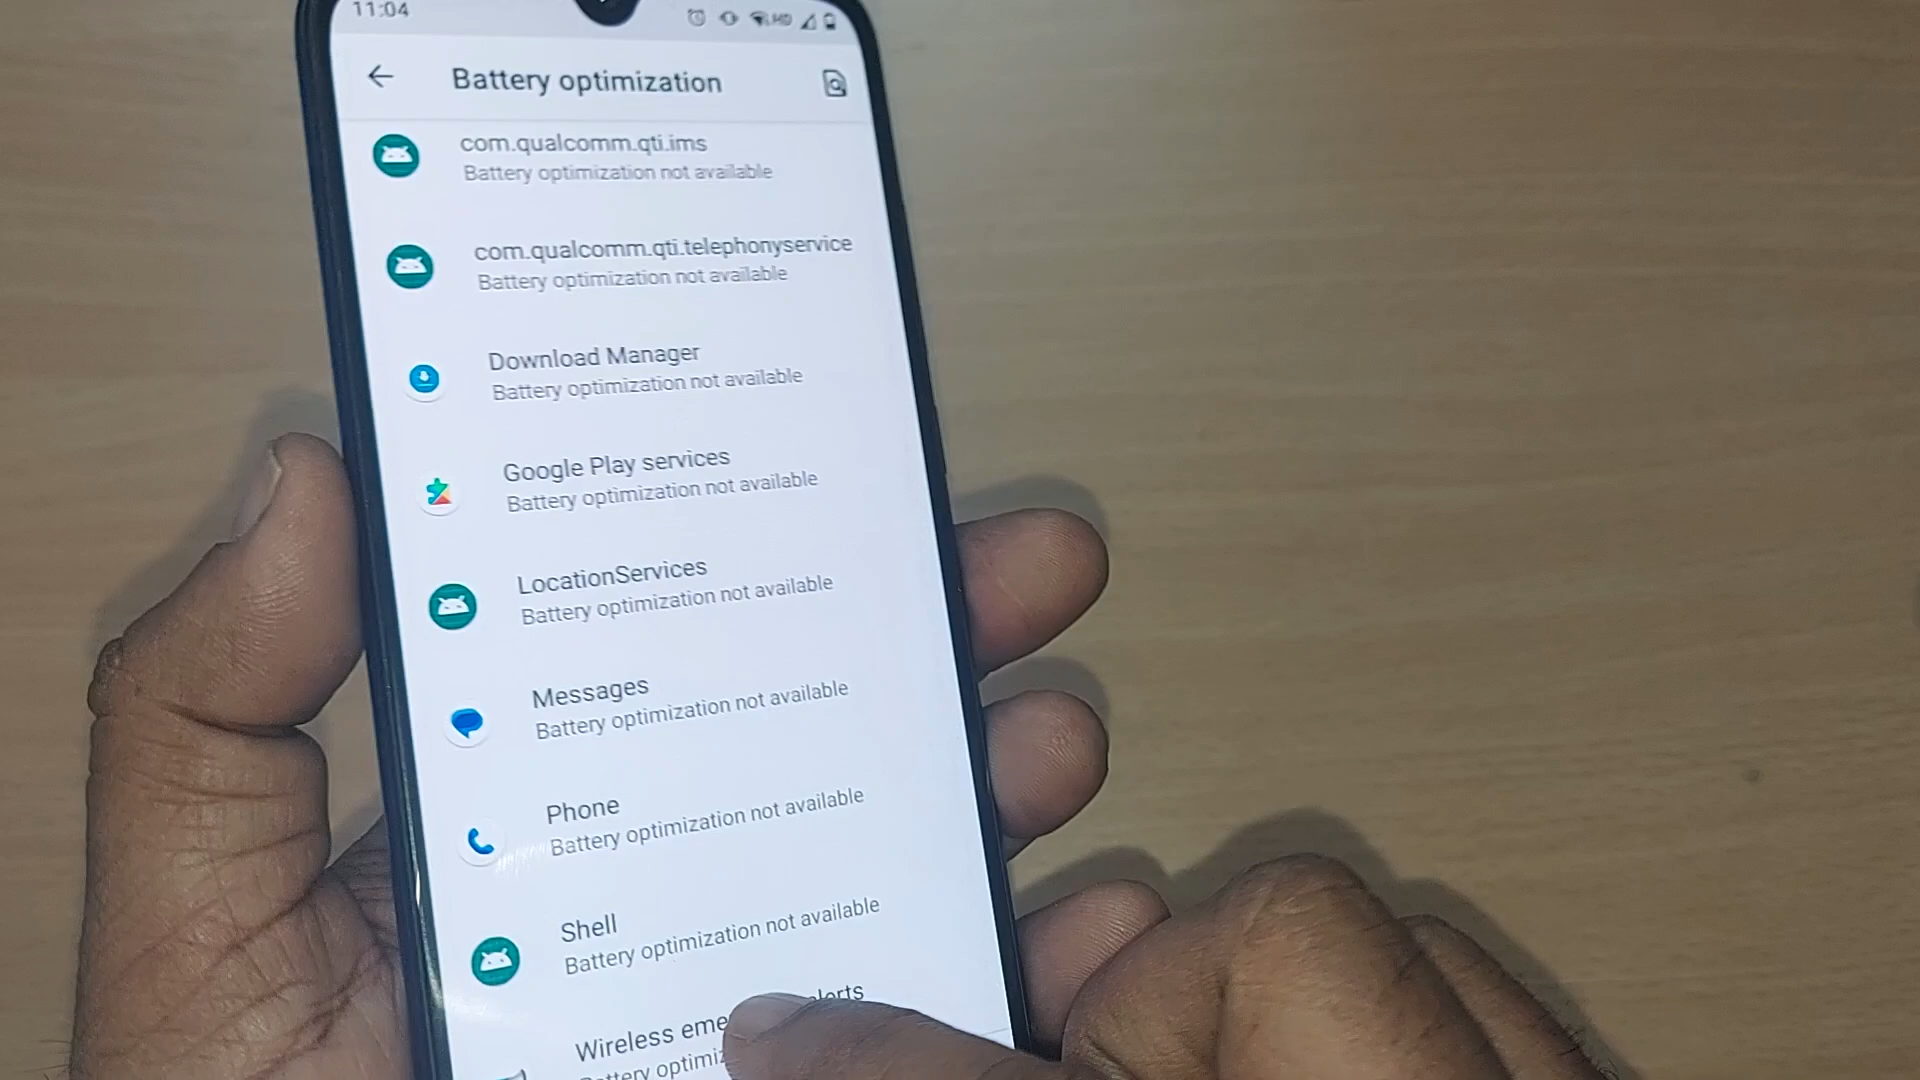 11:04
HD
Battery optimization
com.qualcomm.qti.ims
Battery optimization not available
com.qualcomm.qti.telephonyservice
Battery optimization not available
Download Manager
Battery optimization not available
Google Play services
Battery optimization not available
LocationServices
Battery optimization not available
Messages
Battery optimization not available
Phone
Battery optimization not available
Shell
Battery optimization not available
Wireless